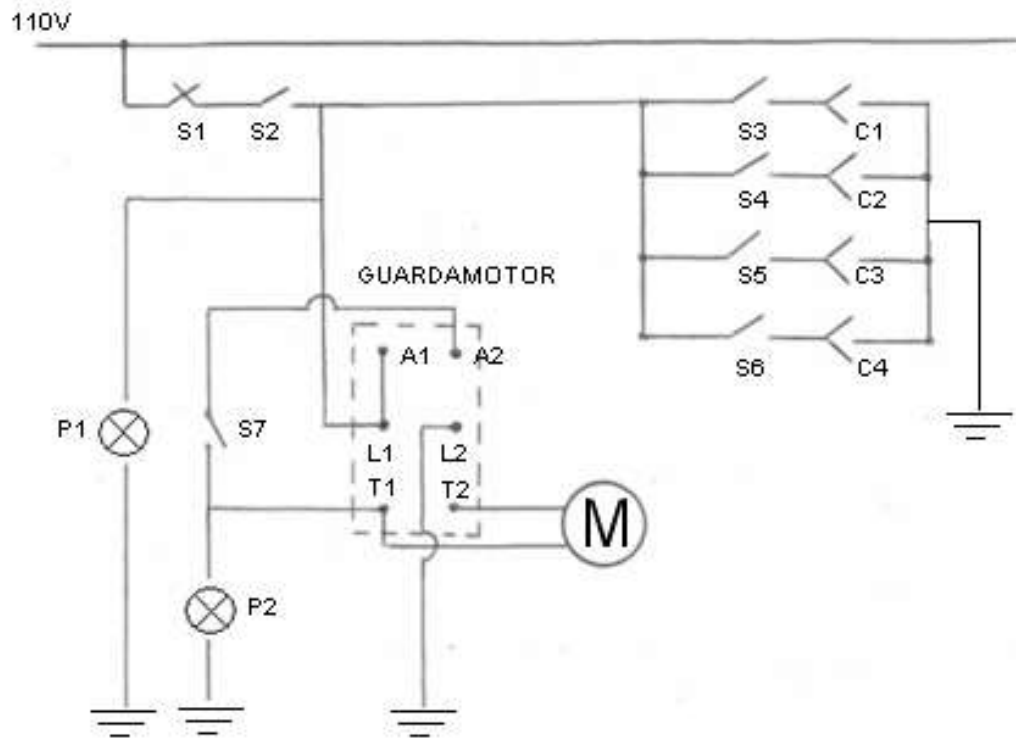 110V
S1 S2 S3 C1
S4 C2
GUARDAMOTOR S5 C3
A1 A2 S6 C4
P1 S7
L1 L2
T1 T2
M
P2